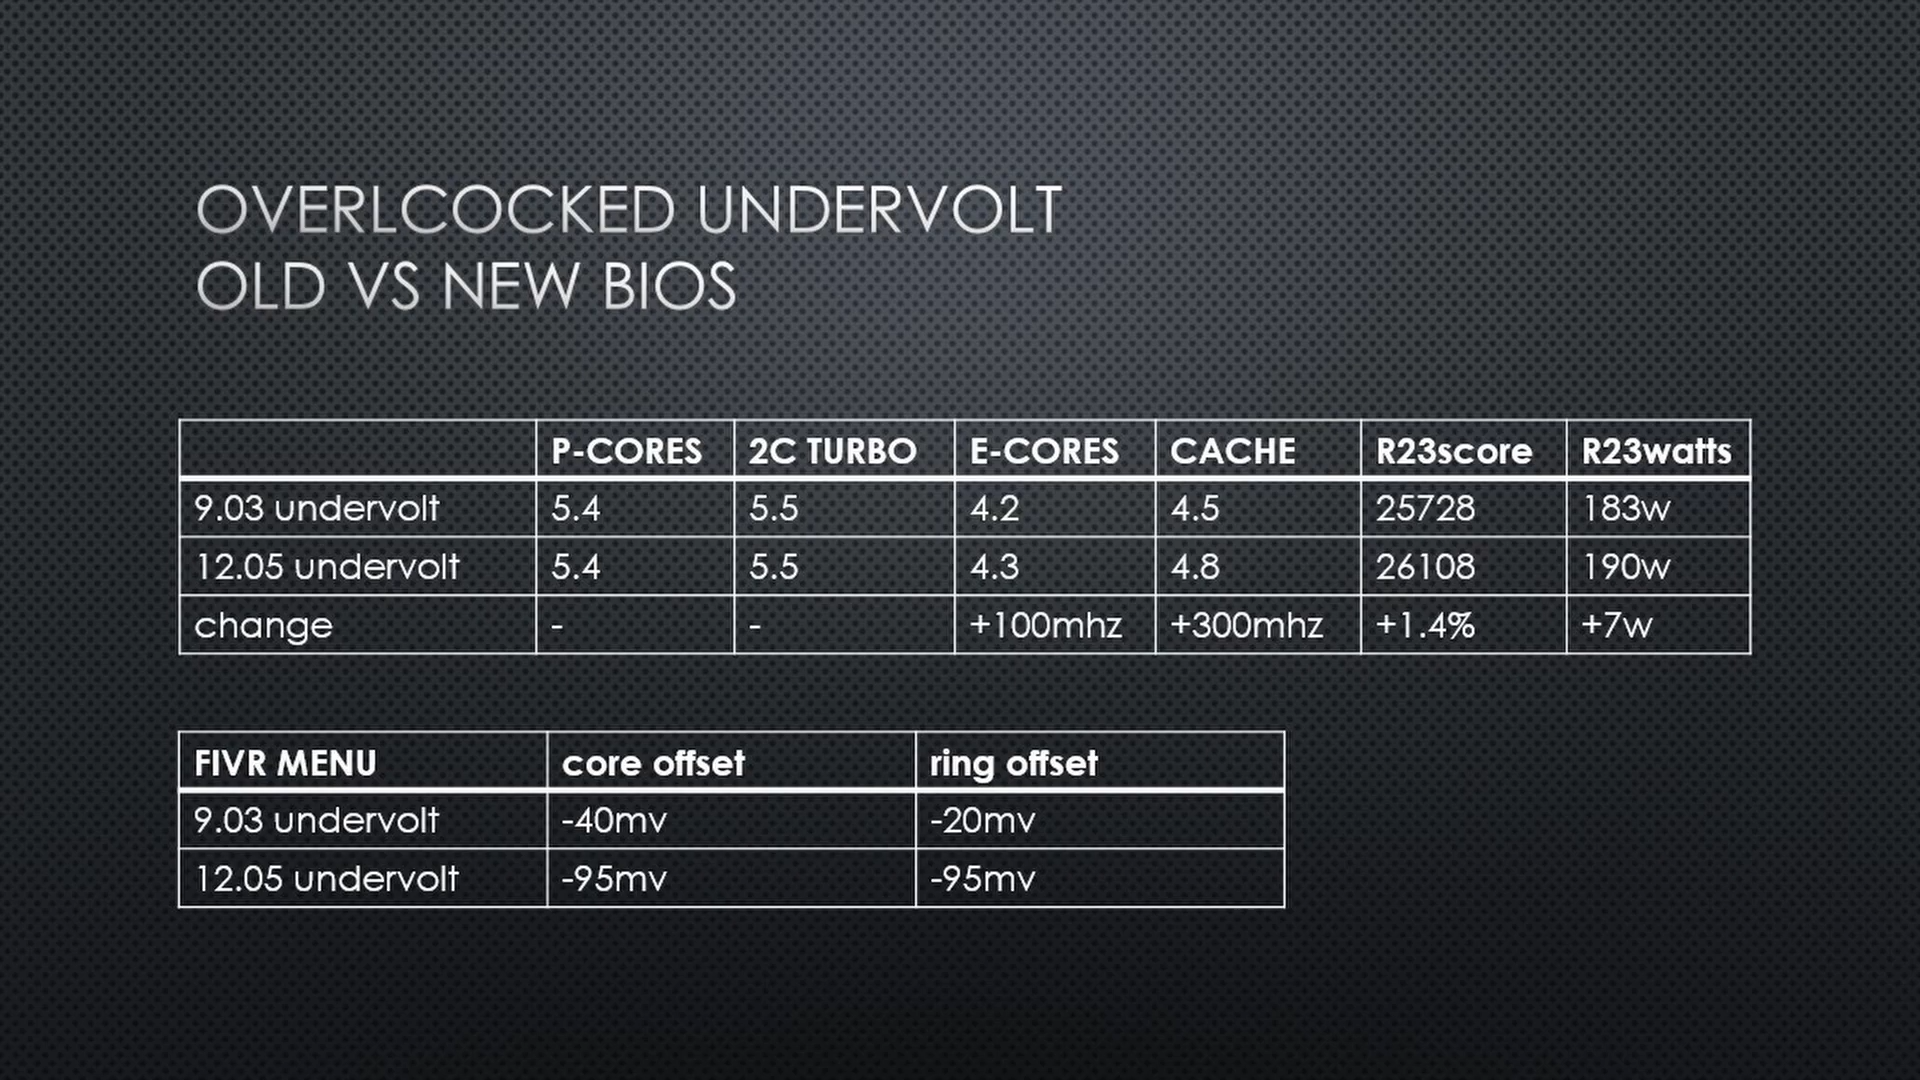 OVERLCOCKED UNDERVOLT
OLD VS NEW BIOS
P-CORES 2C TURBO E-CORES CACHE R23score R23watts
9.03 undervolt 5.4 5.5 4.2 4.5 25728 183w
12.05 undervolt 5.4 5.5 4.3 4.8 26108 190w
change - - +100mhz +300mhz +1.4% +7w
FIVR MENU core offset ring offset
9.03 undervolt -40mv -20mv
12.05 undervolt -95mv -95mv